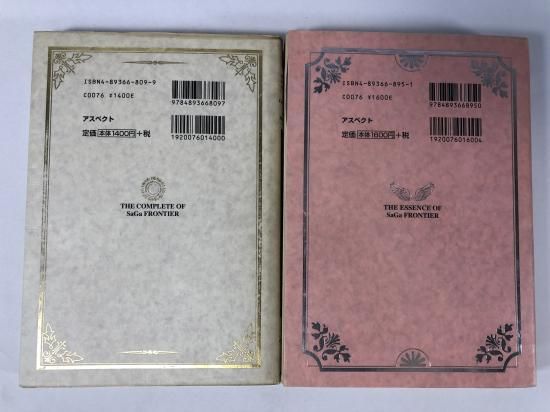 ISBN4-89366-809-9
C0076 ¥1400E
9784893668097
アスペクト
定価 本体1400円 +税
1920076014000
THE COMPLETE OF
SaGa FRONTIER
ISBN4-89366-895-1
C0076 ¥1600E
9784893668950
アスペクト
定価 本体1600円 +税
1920076016004
THE ESSENCE OF
SaGa FRONTIER